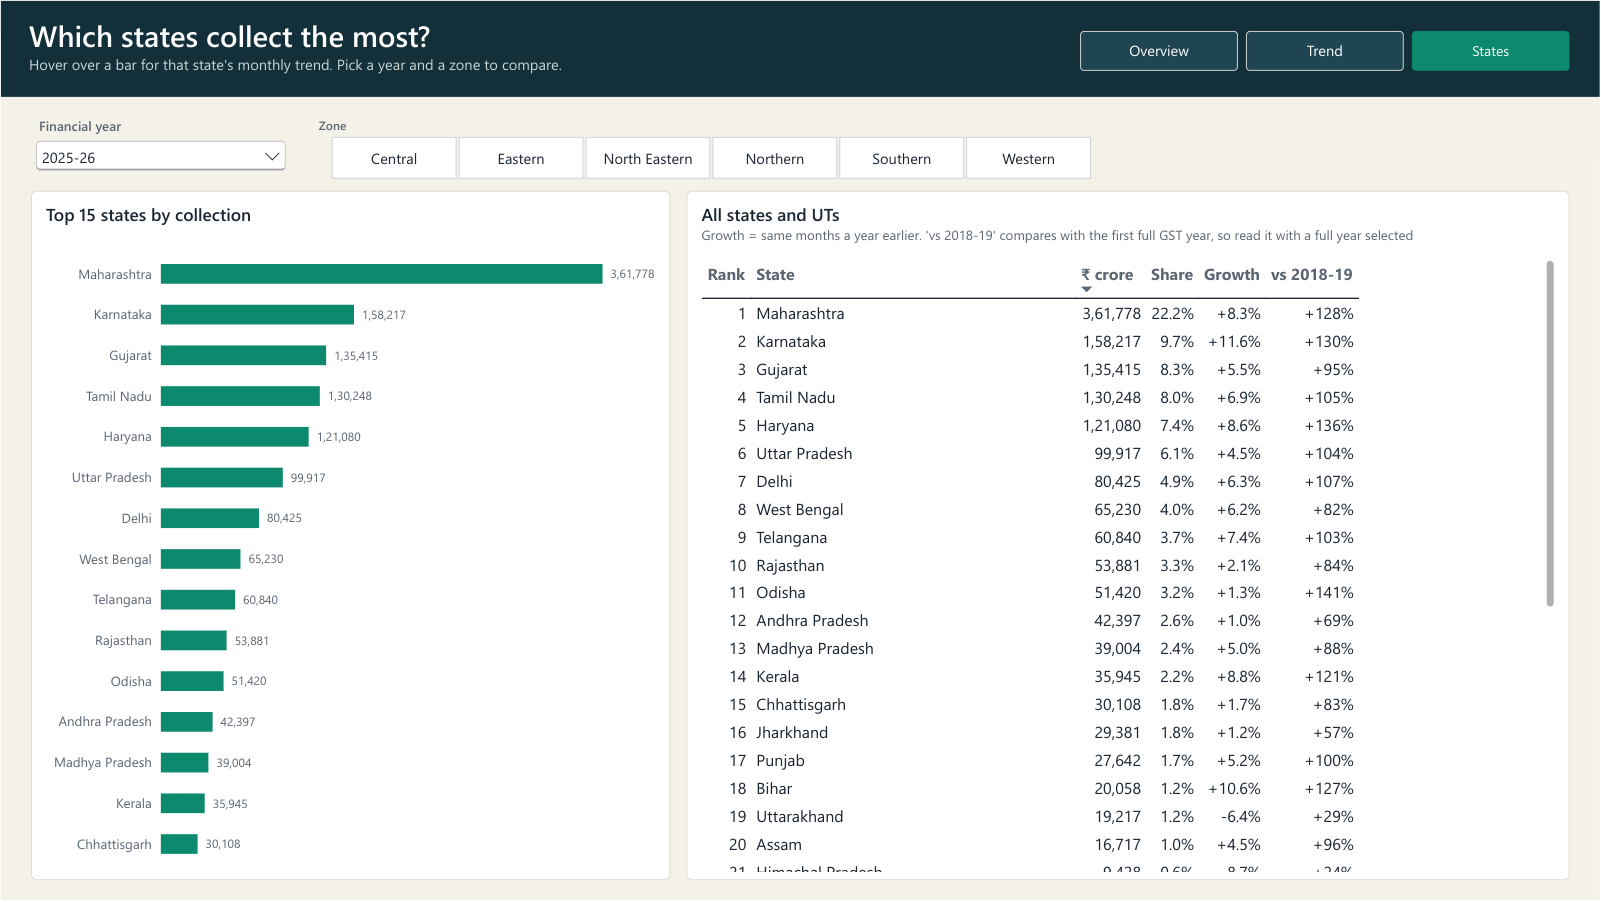 Which states collect the most?
Hover over a bar for that state's monthly trend. Pick a year and a zone to compare.
Overview
Trend
States
Financial year
2025-26
Zone
Central
Eastern
North Eastern
Northern
Southern
Western
Top 15 states by collection
Maharashtra 3,61,778
Karnataka 1,58,217
Gujarat 1,35,415
Tamil Nadu 1,30,248
Haryana 1,21,080
Uttar Pradesh 99,917
Delhi 80,425
West Bengal 65,230
Telangana 60,840
Rajasthan 53,881
Odisha 51,420
Andhra Pradesh 42,397
Madhya Pradesh 39,004
Kerala 35,945
Chhattisgarh 30,108
All states and UTs
Growth = same months a year earlier. 'vs 2018-19' compares with the first full GST year, so read it with a full year selected
Rank State ₹ crore Share Growth vs 2018-19
1 Maharashtra 3,61,778 22.2% +8.3% +128%
2 Karnataka 1,58,217 9.7% +11.6% +130%
3 Gujarat 1,35,415 8.3% +5.5% +95%
4 Tamil Nadu 1,30,248 8.0% +6.9% +105%
5 Haryana 1,21,080 7.4% +8.6% +136%
6 Uttar Pradesh 99,917 6.1% +4.5% +104%
7 Delhi 80,425 4.9% +6.3% +107%
8 West Bengal 65,230 4.0% +6.2% +82%
9 Telangana 60,840 3.7% +7.4% +103%
10 Rajasthan 53,881 3.3% +2.1% +84%
11 Odisha 51,420 3.2% +1.3% +141%
12 Andhra Pradesh 42,397 2.6% +1.0% +69%
13 Madhya Pradesh 39,004 2.4% +5.0% +88%
14 Kerala 35,945 2.2% +8.8% +121%
15 Chhattisgarh 30,108 1.8% +1.7% +83%
16 Jharkhand 29,381 1.8% +1.2% +57%
17 Punjab 27,642 1.7% +5.2% +100%
18 Bihar 20,058 1.2% +10.6% +127%
19 Uttarakhand 19,217 1.2% -6.4% +29%
20 Assam 16,717 1.0% +4.5% +96%
21 Himachal Pradesh